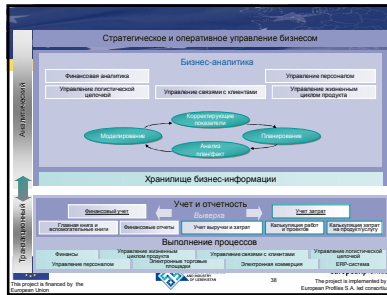 Стратегическое и оперативное управление бизнесом
Аналитический
Бизнес-аналитика
Финансовая аналитика
Управление персоналом
Управление логистической
цепочкой
Управление связями с клиентами
Управление жизненным
циклом продукта
Корректирующие
показатели
Моделирование
Планирование
Анализ
план/факт
Хранилище бизнес-информации
Транзакционный
Учет и отчетность
Финансовый учет
Выверка
Учет затрат
Главная книга и
вспомогательные книги
Финансовые отчеты
Учет выручки и затрат
Калькуляция работ
и проектов
Калькуляция затрат
на продукт/услугу
Выполнение процессов
Финансы
Управление жизненным
циклом продукта
Управление связями с клиентами
Управление логистической
цепочкой
Управление персоналом
Электронные торговые
площадки
Электронная коммерция
ERP-система
This project is financed by the
European Union
OF UZBEKISTAN
38
The project is implemented by
European Profiles S.A. led consortiu